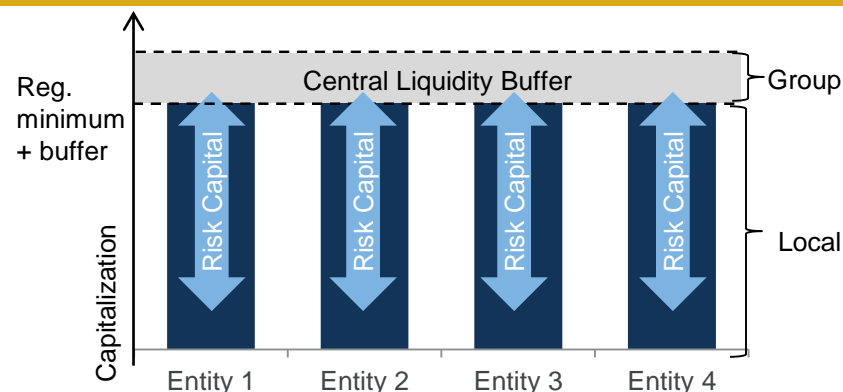 Central Liquidity Buffer
Group
Reg.
minimum
+ buffer
Capitalization
Risk Capital
Risk Capital
Risk Capital
Risk Capital
Local
Entity 1
Entity 2
Entity 3
Entity 4